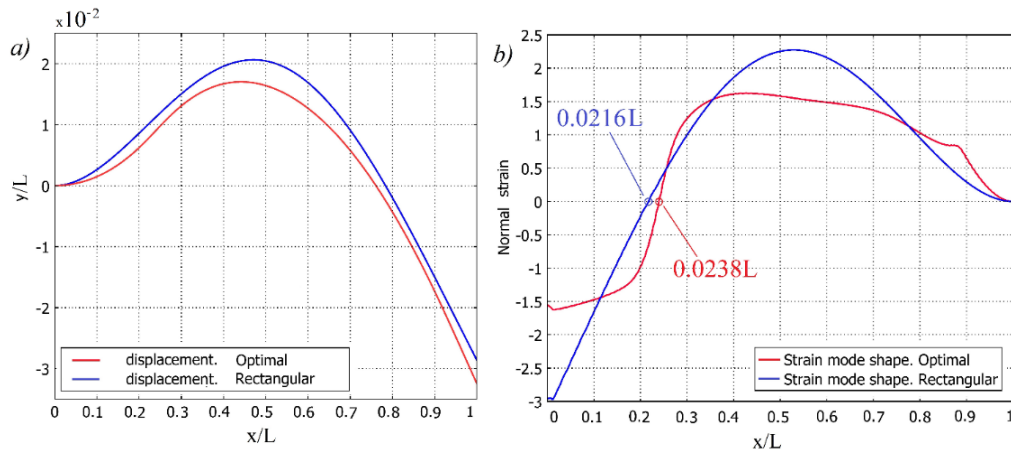 x10-2
a)
2
1
0
-1
-2
-3
y/L
displacement. Optimal
displacement. Rectangular
0 0.1 0.2 0.3 0.4 0.5 0.6 0.7 0.8 0.9 1
x/L
b)
2.5
2
1.5
1
0.5
0
-0.5
-1
-1.5
-2
-2.5
-3
Normal strain
0.0216L
0.0238L
Strain mode shape. Optimal
Strain mode shape. Rectangular
0.1 0.2 0.3 0.4 0.5 0.6 0.7 0.8 0.9 1
x/L